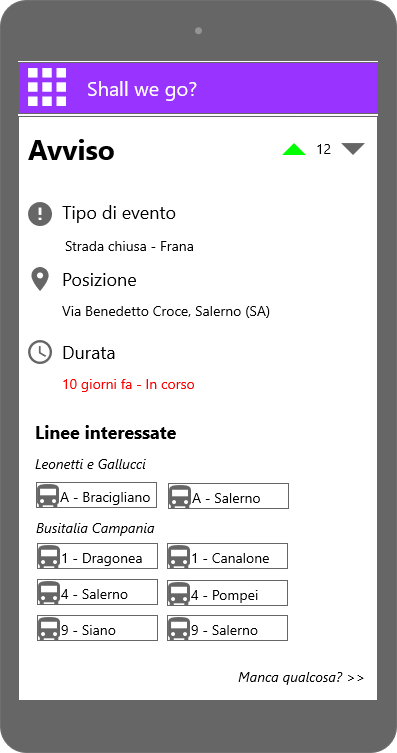 Shall we go?
Avviso
12
Tipo di evento
Strada chiusa - Frana
Posizione
Via Benedetto Croce, Salerno (SA)
Durata
10 giorni fa - In corso
Linee interessate
Leonetti e Gallucci
A - Bracigliano
A - Salerno
Busitalia Campania
1 - Dragonea
1 - Canalone
4 - Salerno
4 - Pompei
9 - Siano
9 - Salerno
Manca qualcosa? >>